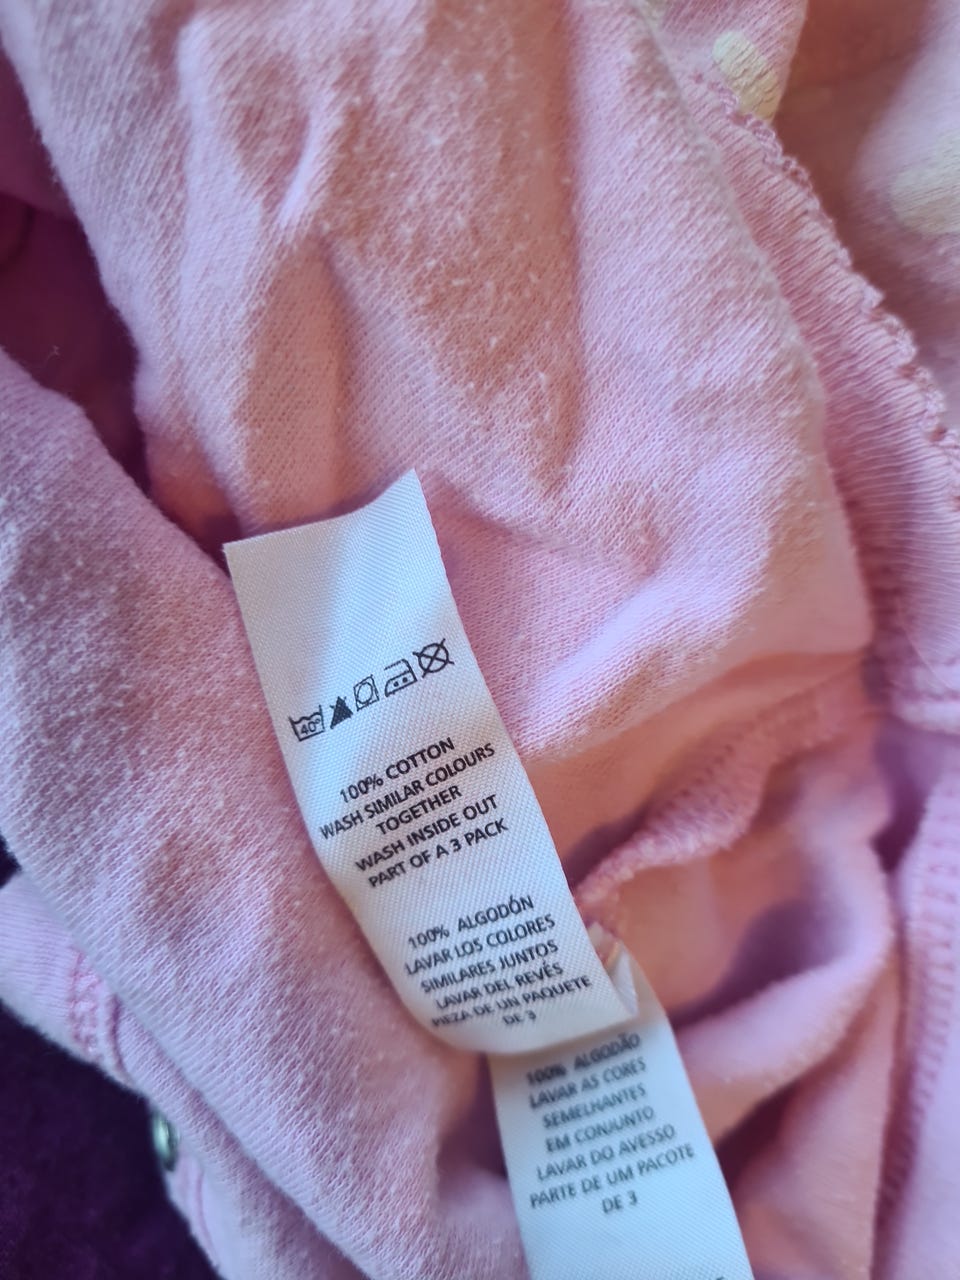 40°
100% COTTON
WASH SIMILAR COLOURS
TOGETHER
WASH INSIDE OUT
PART OF A 3 PACK
100% ALGODÓN
LAVAR LOS COLORES
SIMILARES JUNTOS
LAVAR DEL REVÉS
PIEZA DE UN PAQUETE
DE 3
100% ALGODÃO
LAVAR AS CORES
SEMELHANTES
EM CONJUNTO
LAVAR DO AVESSO
PARTE DE UM PACOTE
DE 3